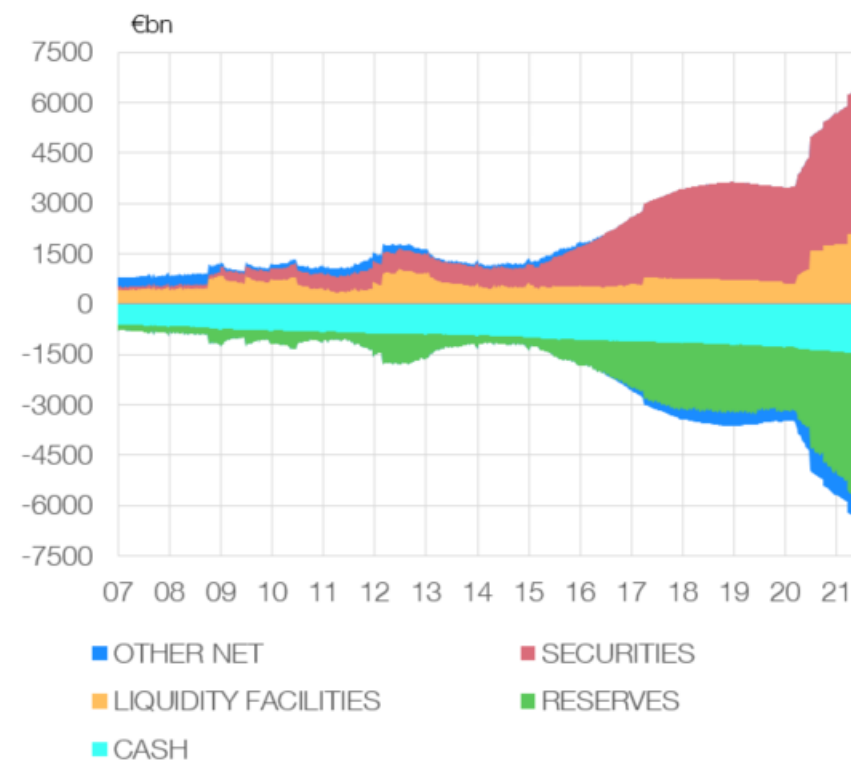 €bn
7500
6000
4500
3000
1500
0
-1500
-3000
-4500
-6000
-7500
07 08 09 10 11 12 13 14 15 16 17 18 19 20 21
OTHER NET SECURITIES
LIQUIDITY FACILITIES RESERVES
CASH